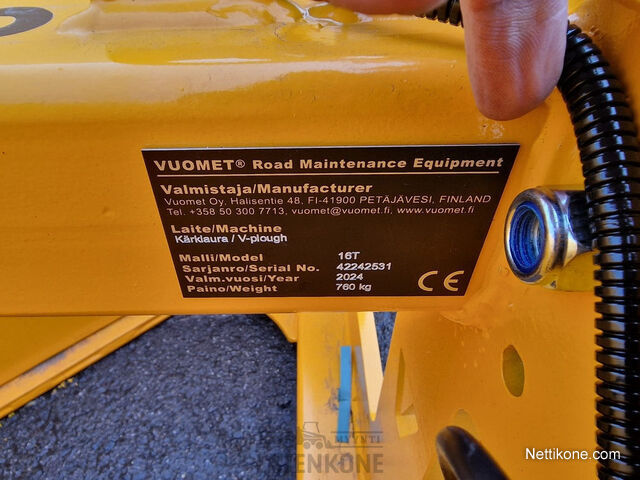 VUOMET® Road Maintenance Equipment
Valmistaja/Manufacturer
Vuomet Oy, Halisentie 48, FI-41900 PETÄJÄVESI, FINLAND
Tel. +358 50 300 7713, vuomet@vuomet.fi, www.vuomet.fi
Laite/Machine
Kärkiaura / V-plough
Malli/Model 16T
Sarjanro/Serial No. 42242531
Valm.vuosi/Year 2024
Paino/Weight 760 kg
CE
MYYNTI
ENKONE
Nettikone.com